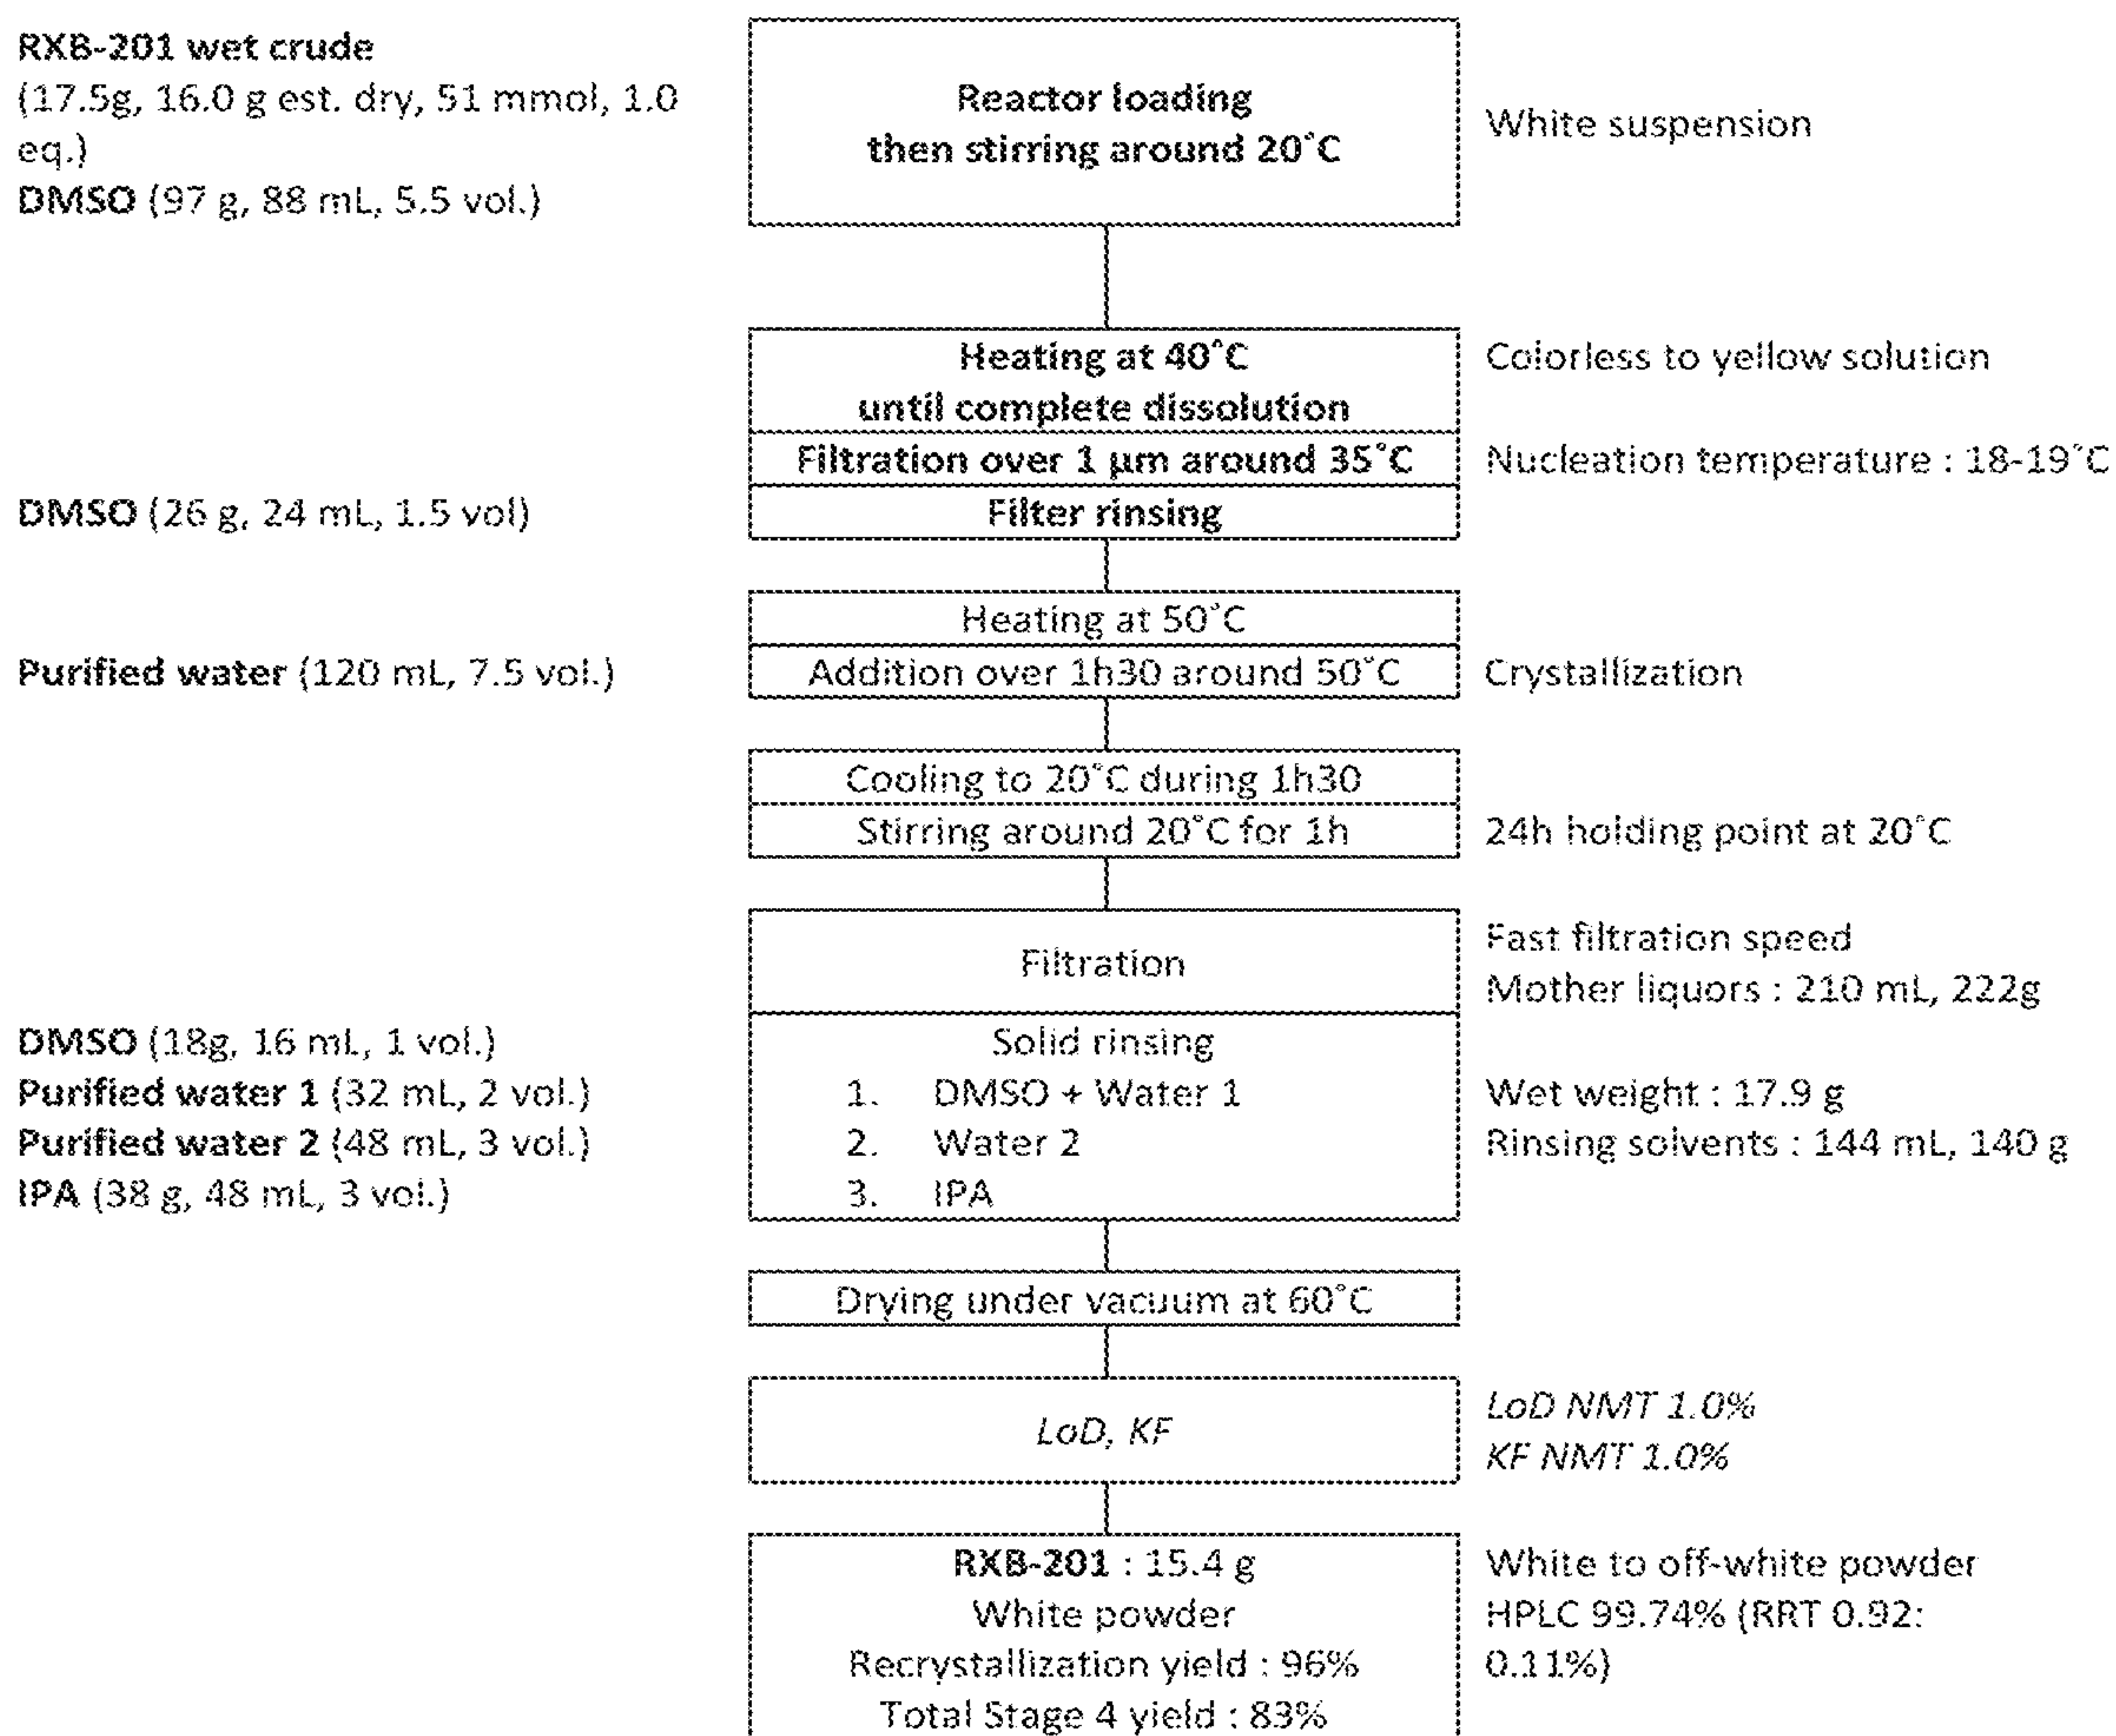 RXB-201 wet crude
(17.5g, 16.0 g est. dry, 51 mmol, 1.0
eq.)
DMSO (97 g, 88 mL, 5.5 vol.)
Reactor loading
then stirring around 20°C
White suspension
Heating at 40°C
until complete dissolution
Colorless to yellow solution
Filtration over 1 µm around 35°C
Nucleation temperature : 18-19°C
DMSO (26 g, 24 mL, 1.5 vol)
Filter rinsing
Heating at 50°C
Purified water (120 mL, 7.5 vol.)
Addition over 1h30 around 50°C
Crystallization
Cooling to 20°C during 1h30
Stirring around 20°C for 1h
24h holding point at 20°C
Filtration
Fast filtration speed
Mother liquors : 210 mL, 222g
DMSO (18g, 16 mL, 1 vol.)
Purified water 1 (32 mL, 2 vol.)
Purified water 2 (48 mL, 3 vol.)
IPA (38 g, 48 mL, 3 vol.)
Solid rinsing
1. DMSO + Water 1
2. Water 2
3. IPA
Wet weight : 17.9 g
Rinsing solvents : 144 mL, 140 g
Drying under vacuum at 60°C
LoD, KF
LoD NMT 1.0%
KF NMT 1.0%
RXB-201 : 15.4 g
White powder
Recrystallization yield : 96%
Total Stage 4 yield : 83%
White to off-white powder
HPLC 99.74% (RRT 0.92:
0.11%)